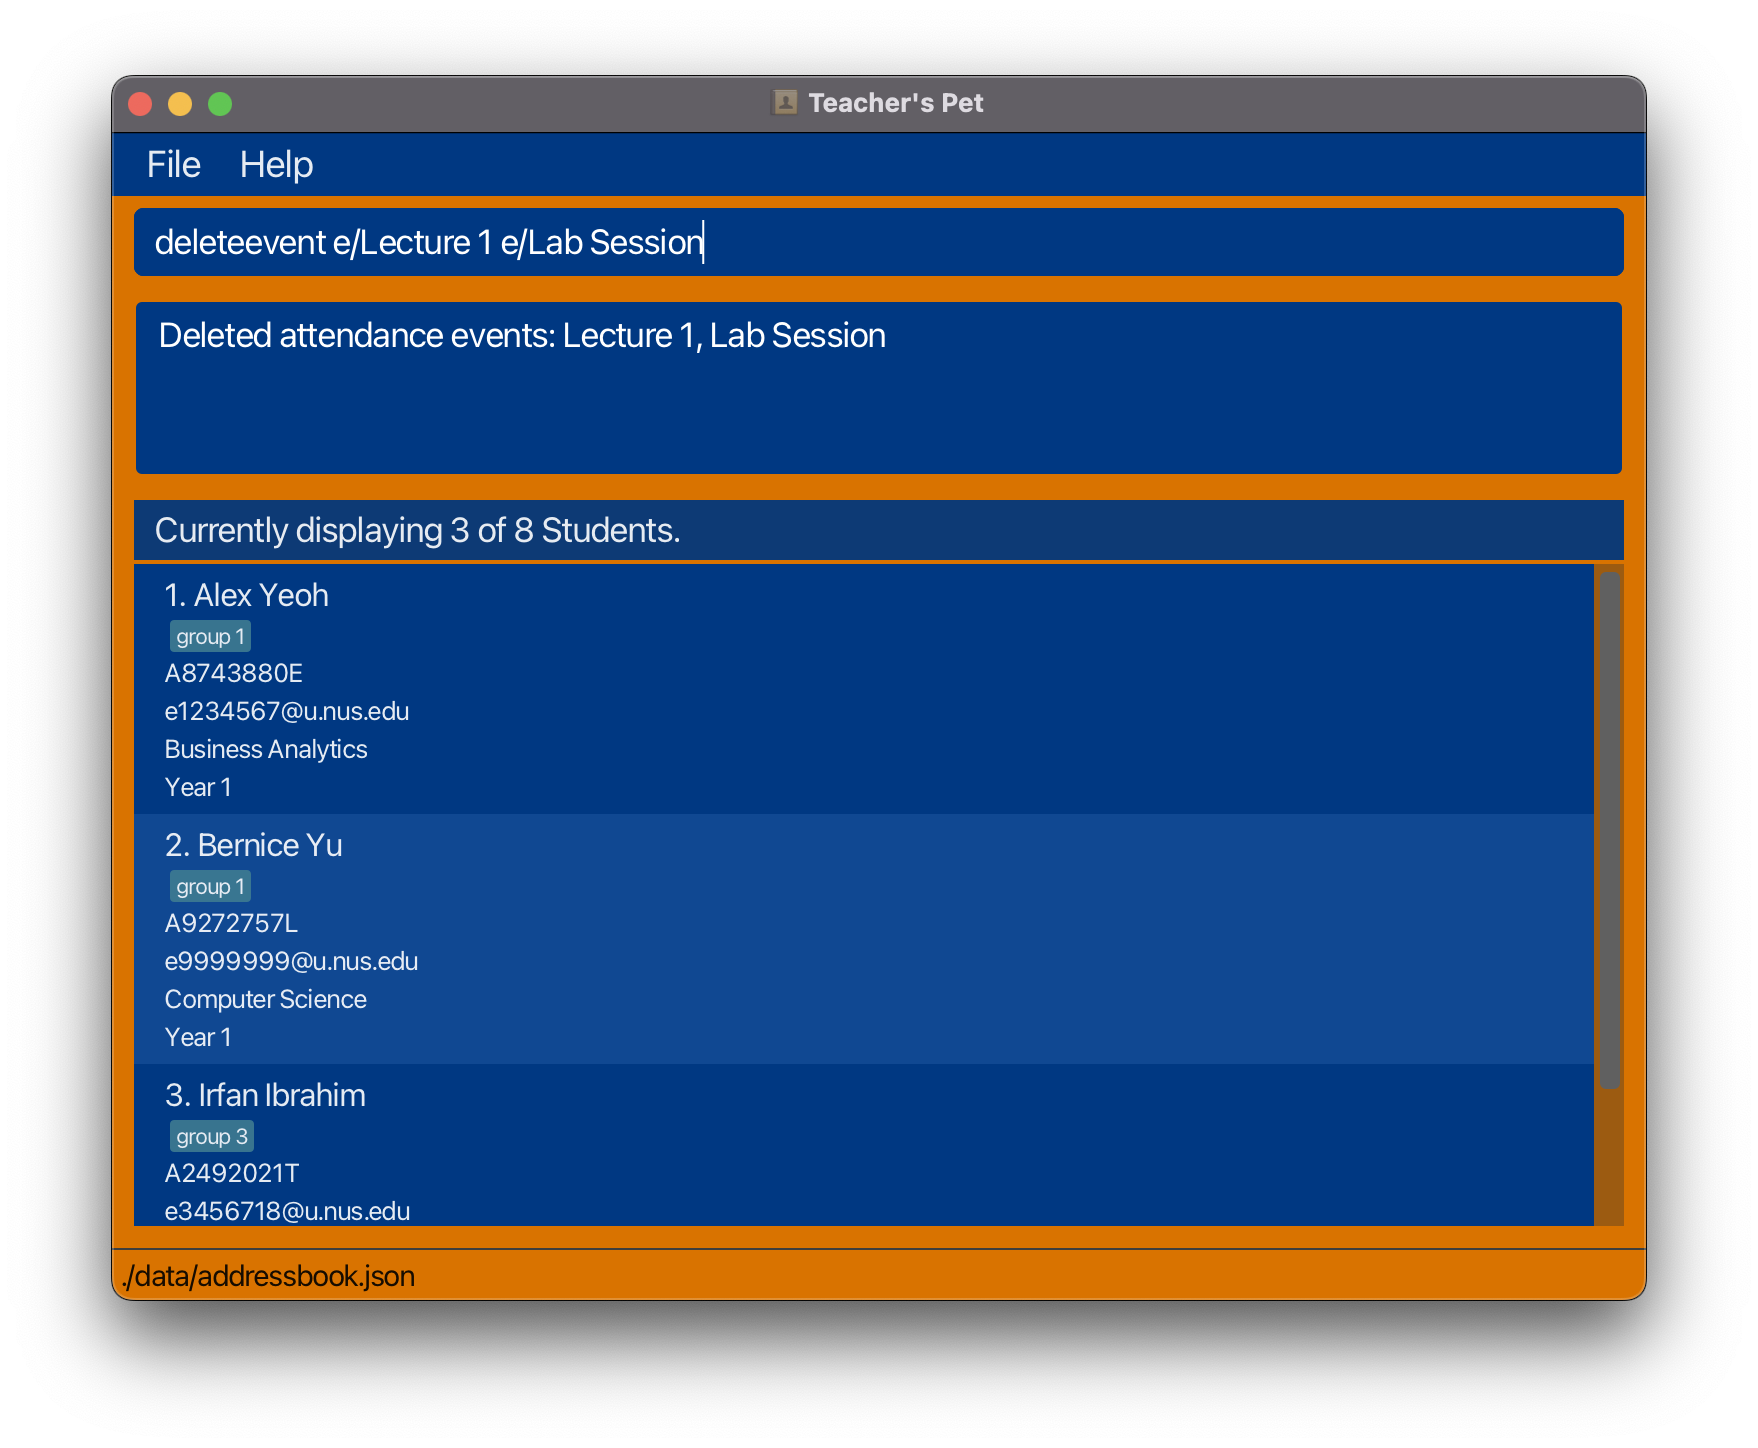 Teacher's Pet
File Help
deleteevent e/Lecture 1 e/Lab Session
Deleted attendance events: Lecture 1, Lab Session
Currently displaying 3 of 8 Students.
1. Alex Yeoh
group 1
A8743880E
e1234567@u.nus.edu
Business Analytics
Year 1
2. Bernice Yu
group 1
A9272757L
e9999999@u.nus.edu
Computer Science
Year 1
3. Irfan Ibrahim
group 3
A2492021T
e3456718@u.nus.edu
./data/addressbook.json